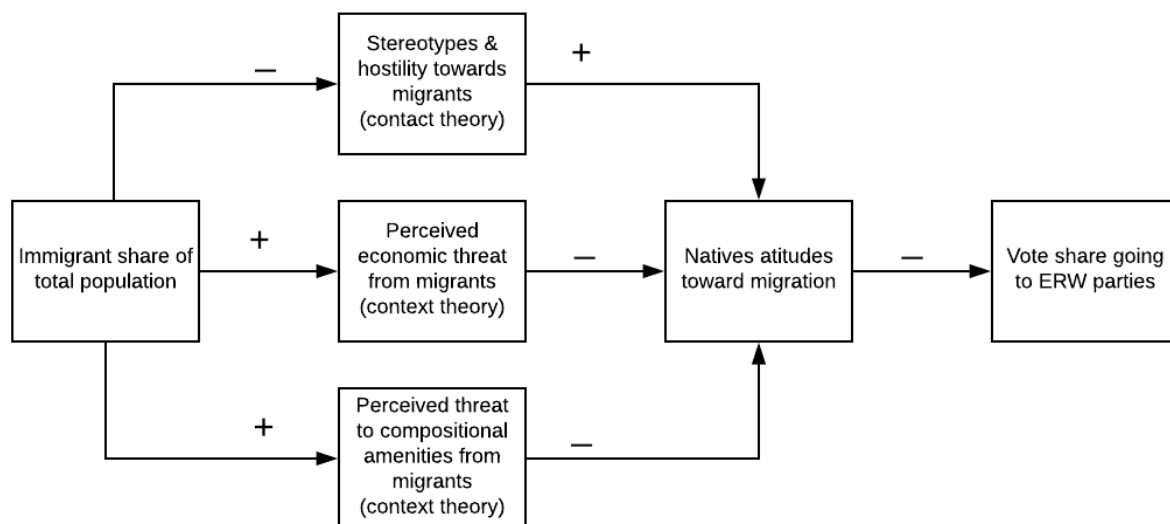 Stereotypes &
hostility towards
migrants
(contact theory)
–
+
Immigrant share of
total population
+
Perceived
economic threat
from migrants
(context theory)
–
Natives atitudes
toward migration
–
Vote share going
to ERW parties
+
Perceived threat
to compositional
amenities from
migrants
(context theory)
–